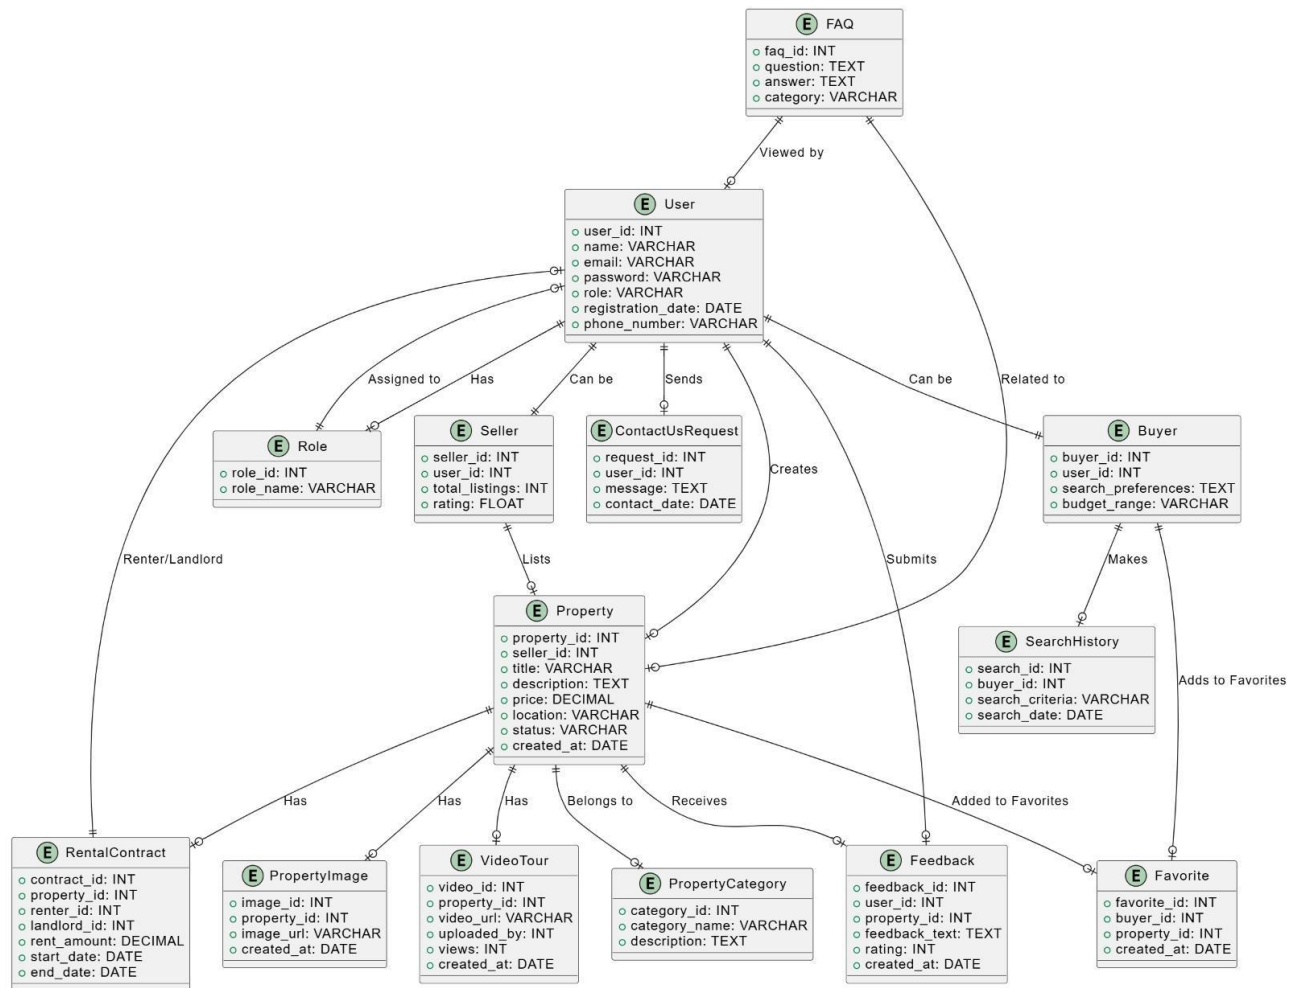 E FAQ
faq_id: INT
question: TEXT
answer: TEXT
category: VARCHAR
Viewed by
E User
user_id: INT
name: VARCHAR
email: VARCHAR
password: VARCHAR
role: VARCHAR
registration_date: DATE
phone_number: VARCHAR
Assigned to
Has
Can be
Sends
Can be
Related to
E Role
role_id: INT
role_name: VARCHAR
E Seller
seller_id: INT
user_id: INT
total_listings: INT
rating: FLOAT
E ContactUsRequest
request_id: INT
user_id: INT
message: TEXT
contact_date: DATE
Creates
E Buyer
buyer_id: INT
user_id: INT
search_preferences: TEXT
budget_range: VARCHAR
Renter/Landlord
Lists
Submits
Makes
E Property
property_id: INT
seller_id: INT
title: VARCHAR
description: TEXT
price: DECIMAL
location: VARCHAR
status: VARCHAR
created_at: DATE
E SearchHistory
search_id: INT
buyer_id: INT
search_criteria: VARCHAR
search_date: DATE
Adds to Favorites
Has
Has
Has
Belongs to
Receives
Added to Favorites
E RentalContract
contract_id: INT
property_id: INT
renter_id: INT
landlord_id: INT
rent_amount: DECIMAL
start_date: DATE
end_date: DATE
E PropertyImage
image_id: INT
property_id: INT
image_url: VARCHAR
created_at: DATE
E VideoTour
video_id: INT
property_id: INT
video_url: VARCHAR
uploaded_by: INT
views: INT
created_at: DATE
E PropertyCategory
category_id: INT
category_name: VARCHAR
description: TEXT
E Feedback
feedback_id: INT
user_id: INT
property_id: INT
feedback_text: TEXT
rating: INT
created_at: DATE
E Favorite
favorite_id: INT
buyer_id: INT
property_id: INT
created_at: DATE